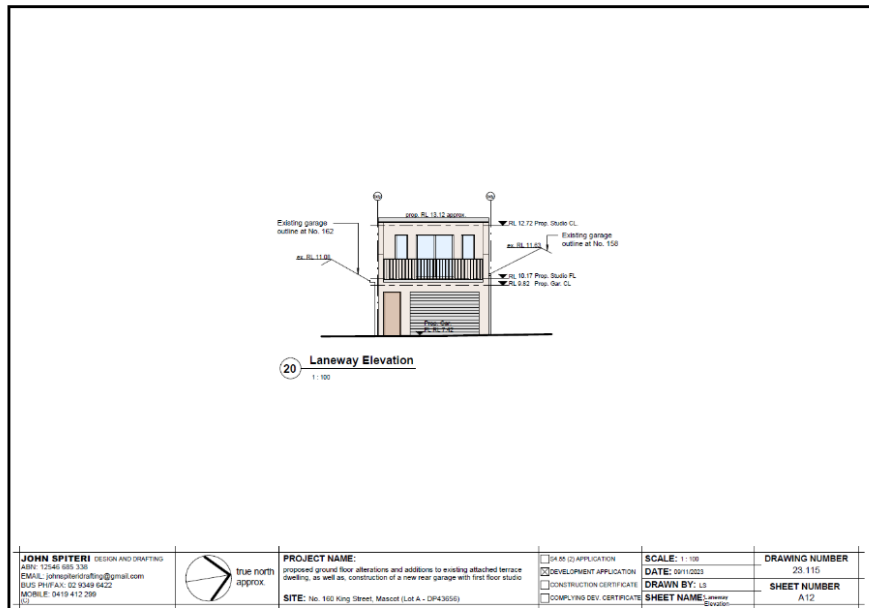 prop. RL 13.12 approx.
RL 12.72 Prop. Studio CL.
Existing garage
outline at No. 162
Existing garage
outline at No. 158
ex. RL 11.63
RL 10.17 Prop. Studio FL
RL 9.82 Prop. Gar. CL
Prop. Gar.
FL RL 7.42
20 Laneway Elevation
1 : 100
JOHN SPITERI DESIGN AND DRAFTING
ABN: 12546 685 336
EMAIL: johnspiteridrafting@gmail.com
BUS PH/FAX: 02 9349 6422
MOBILE: 0419 412 299
(C)
true north
approx.
PROJECT NAME:
proposed ground floor alterations and additions to existing attached terrace
dwelling, as well as, construction of a new rear garage with first floor studio
SITE: No. 160 King Street, Mascot (Lot A - DP43656)
S4.55 (2) APPLICATION
DEVELOPMENT APPLICATION
CONSTRUCTION CERTIFICATE
COMPLYING DEV. CERTIFICATE
SCALE: 1 : 100
DATE: 09/11/2023
DRAWN BY: LS
SHEET NAME: Laneway
Elevation
DRAWING NUMBER
23.115
SHEET NUMBER
A12